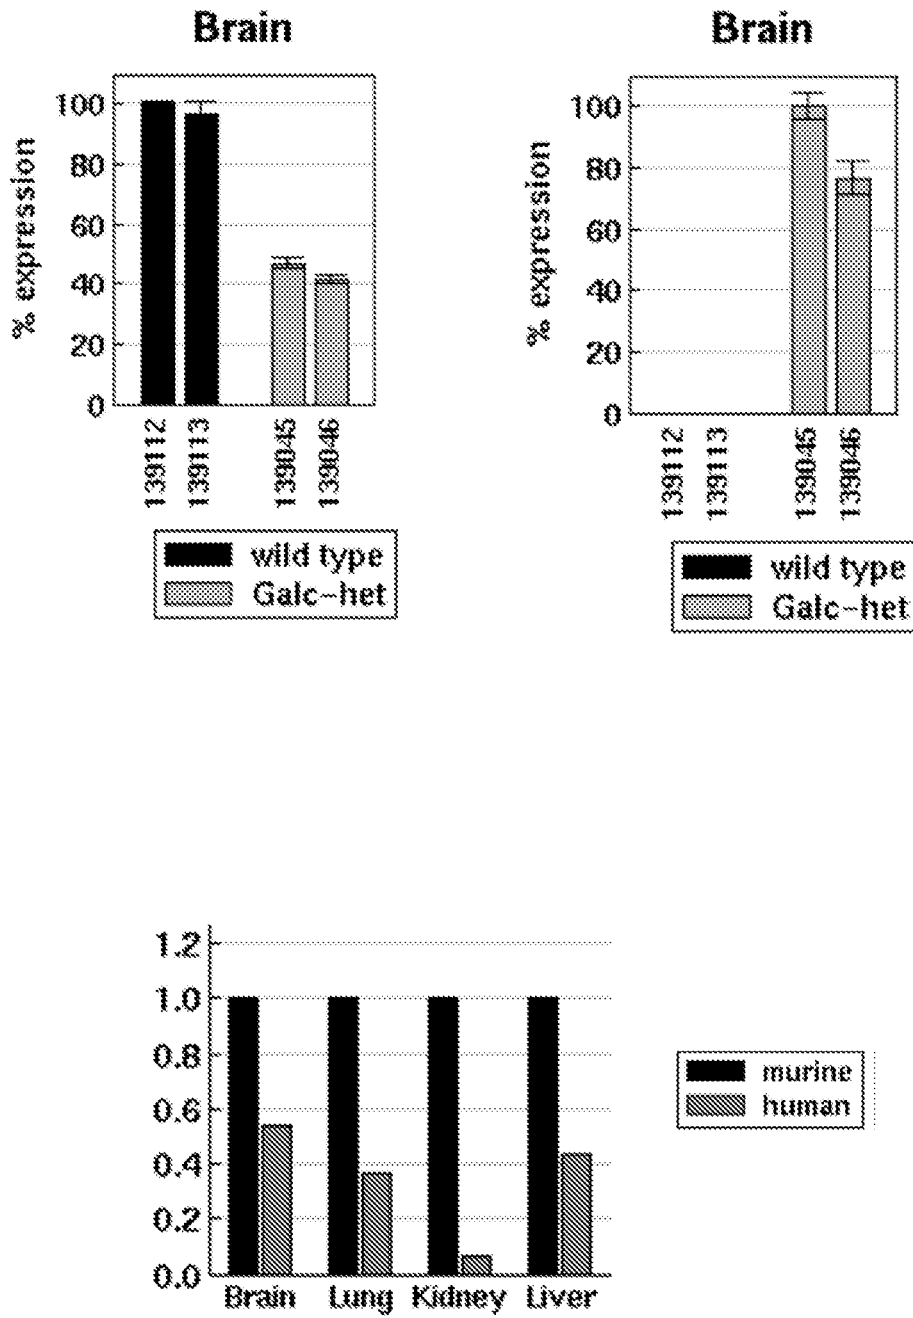 Brain
% expression
100
80
60
40
20
0
139112
139113
139045
139046
wild type
Galc-het
Brain
% expression
100
80
60
40
20
0
139112
139113
139045
139046
wild type
Galc-het
1.2
1.0
0.8
0.6
0.4
0.2
0.0
Brain Lung Kidney Liver
murine
human